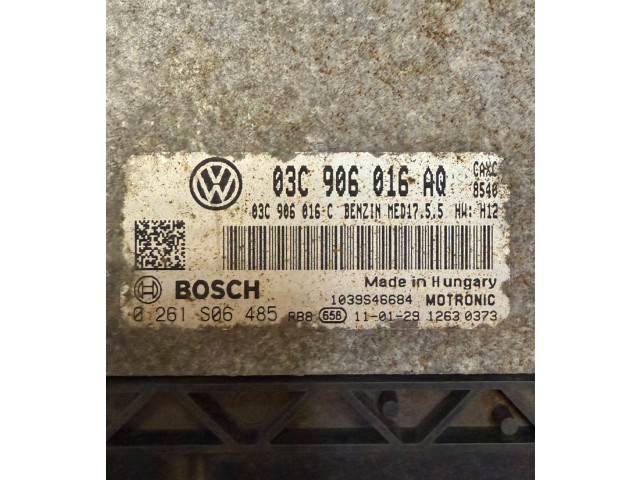 03C 906 016 AQ CAXC
8540
03C 906 016 C BENZIN MED17.5.5 HW: H12
Made in Hungary
BOSCH 1039S46684 MOTRONIC
0 261 S06 485 RB8 658 11-01-29 1263 0373